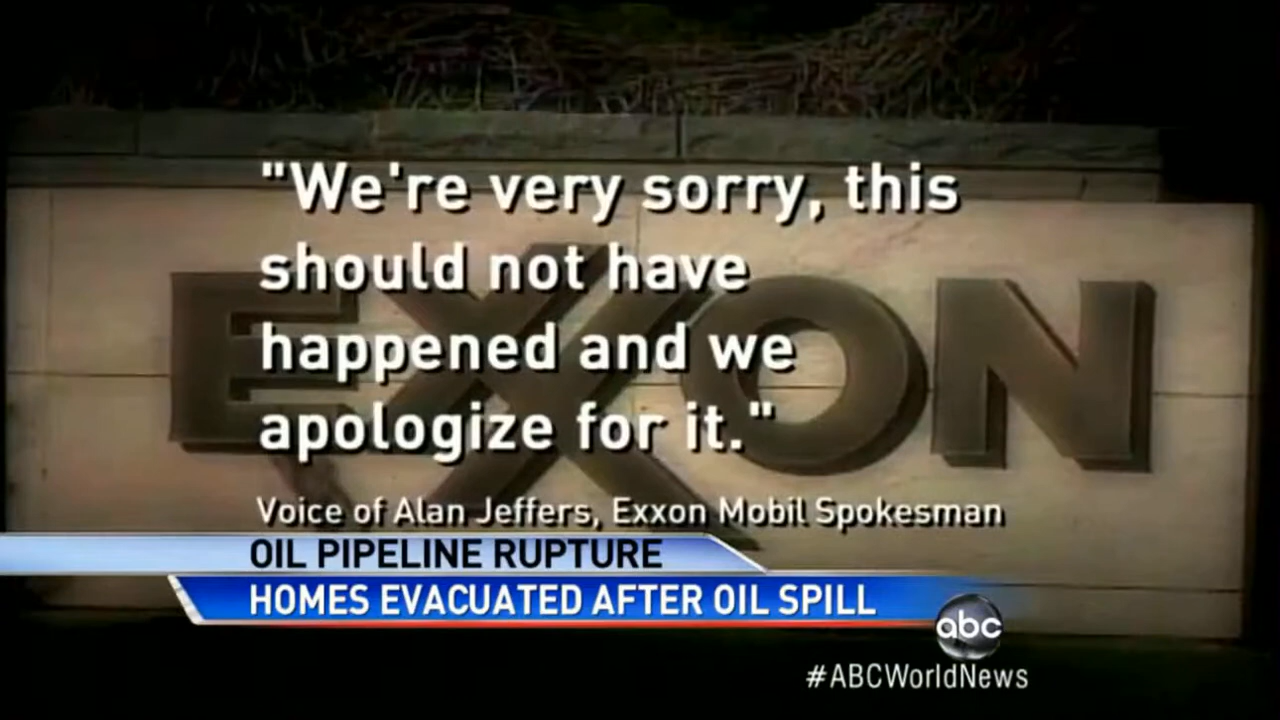 "We're very sorry, this
should not have
happened and we
apologize for it."
EXXON
Voice of Alan Jeffers, Exxon Mobil Spokesman
OIL PIPELINE RUPTURE
HOMES EVACUATED AFTER OIL SPILL
abc
#ABCWorldNews